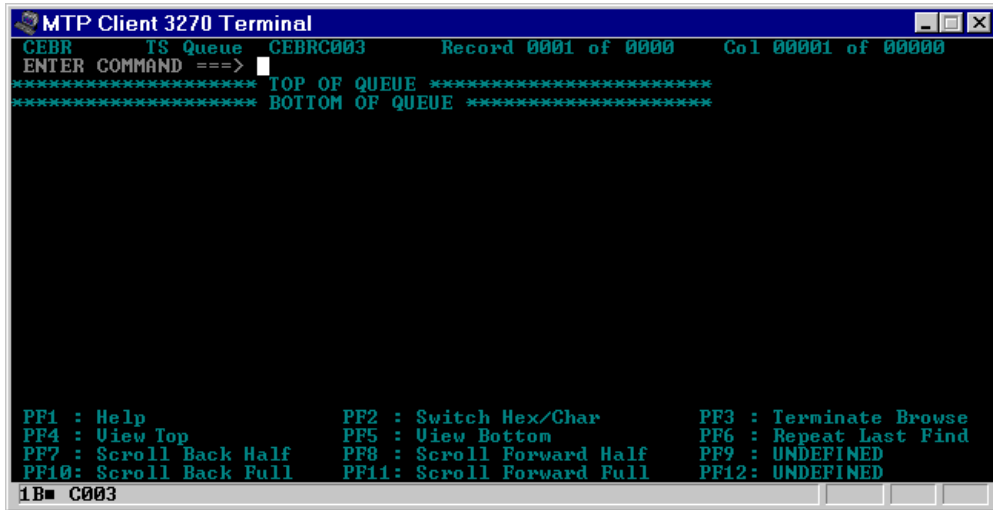 MTP Client 3270 Terminal
CEBR TS Queue CEBRC003 Record 0001 of 0000 Col 00001 of 00000
ENTER COMMAND ===>
******************** TOP OF QUEUE ***********************
******************** BOTTOM OF QUEUE ********************
PF1 : Help PF2 : Switch Hex/Char PF3 : Terminate Browse
PF4 : View Top PF5 : View Bottom PF6 : Repeat Last Find
PF7 : Scroll Back Half PF8 : Scroll Forward Half PF9 : UNDEFINED
PF10: Scroll Back Full PF11: Scroll Forward Full PF12: UNDEFINED
1B■ C003